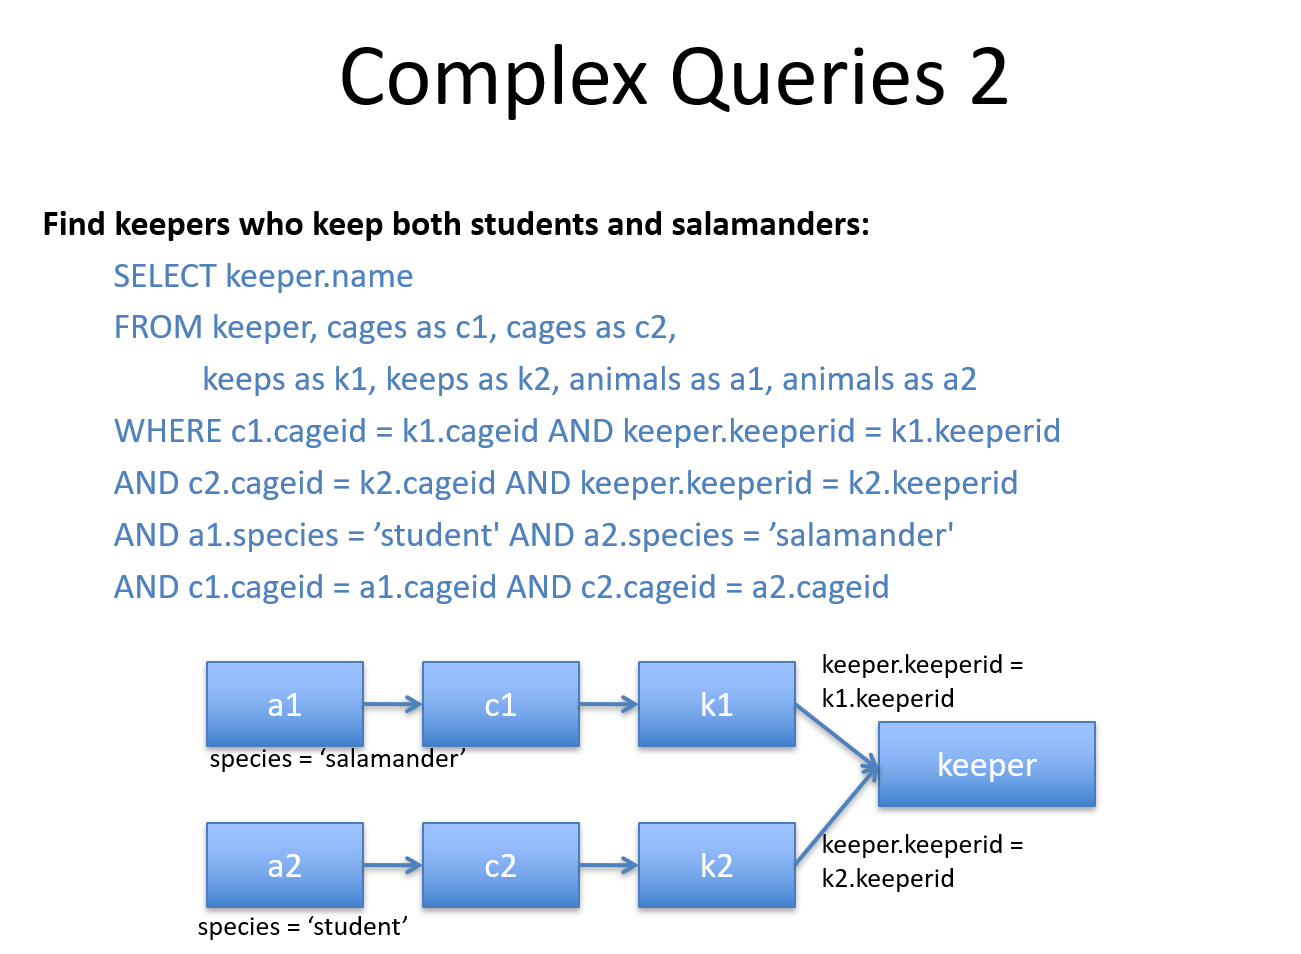 Complex Queries 2
Find keepers who keep both students and salamanders:
SELECT keeper.name
FROM keeper, cages as c1, cages as c2,
keeps as k1, keeps as k2, animals as a1, animals as a2
WHERE c1.cageid = k1.cageid AND keeper.keeperid = k1.keeperid
AND c2.cageid = k2.cageid AND keeper.keeperid = k2.keeperid
AND a1.species = ’student' AND a2.species = ’salamander'
AND c1.cageid = a1.cageid AND c2.cageid = a2.cageid
a1
c1
k1
keeper.keeperid =
k1.keeperid
species = ‘salamander’
keeper
a2
c2
k2
keeper.keeperid =
k2.keeperid
species = ‘student’